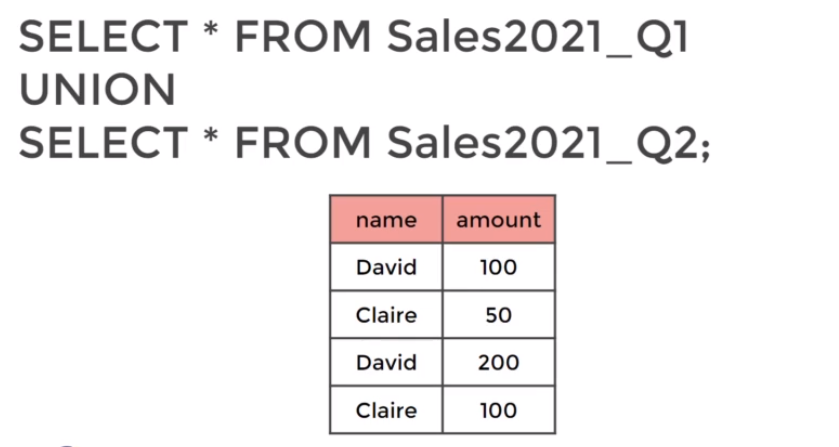 SELECT * FROM Sales2021_Q1
UNION
SELECT * FROM Sales2021_Q2;
name amount
David 100
Claire 50
David 200
Claire 100